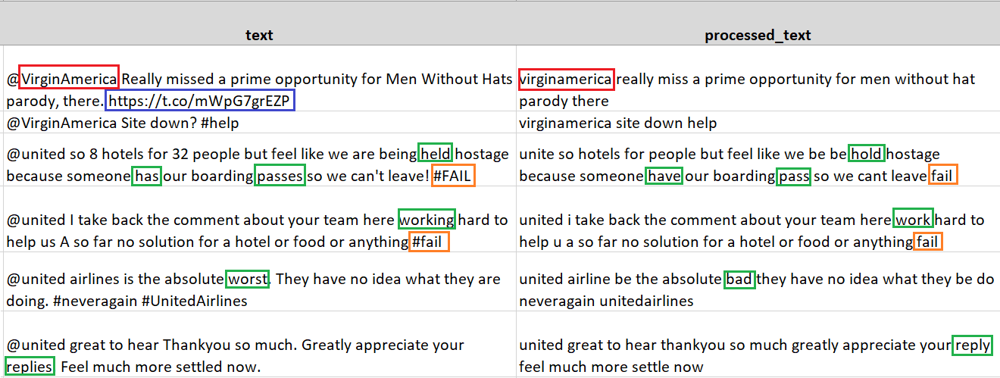 text
processed_text
@VirginAmerica Really missed a prime opportunity for Men Without Hats
parody, there. https://t.co/mWpG7grEZP
virginamerica really miss a prime opportunity for men without hat
parody there
@VirginAmerica Site down? #help
virginamerica site down help
@united so 8 hotels for 32 people but feel like we are being held hostage
because someone has our boarding passes so we can't leave! #FAIL
unite so hotels for people but feel like we be be hold hostage
because someone have our boarding pass so we cant leave fail
@united I take back the comment about your team here working hard to
help us A so far no solution for a hotel or food or anything #fail
united i take back the comment about your team here work hard to
help u a so far no solution for a hotel or food or anything fail
@united airlines is the absolute worst. They have no idea what they are
doing. #neveragain #UnitedAirlines
united airline be the absolute bad they have no idea what they be do
neveragain unitedairlines
@united great to hear Thankyou so much. Greatly appreciate your
replies. Feel much more settled now.
united great to hear thankyou so much greatly appreciate your reply
feel much more settle now